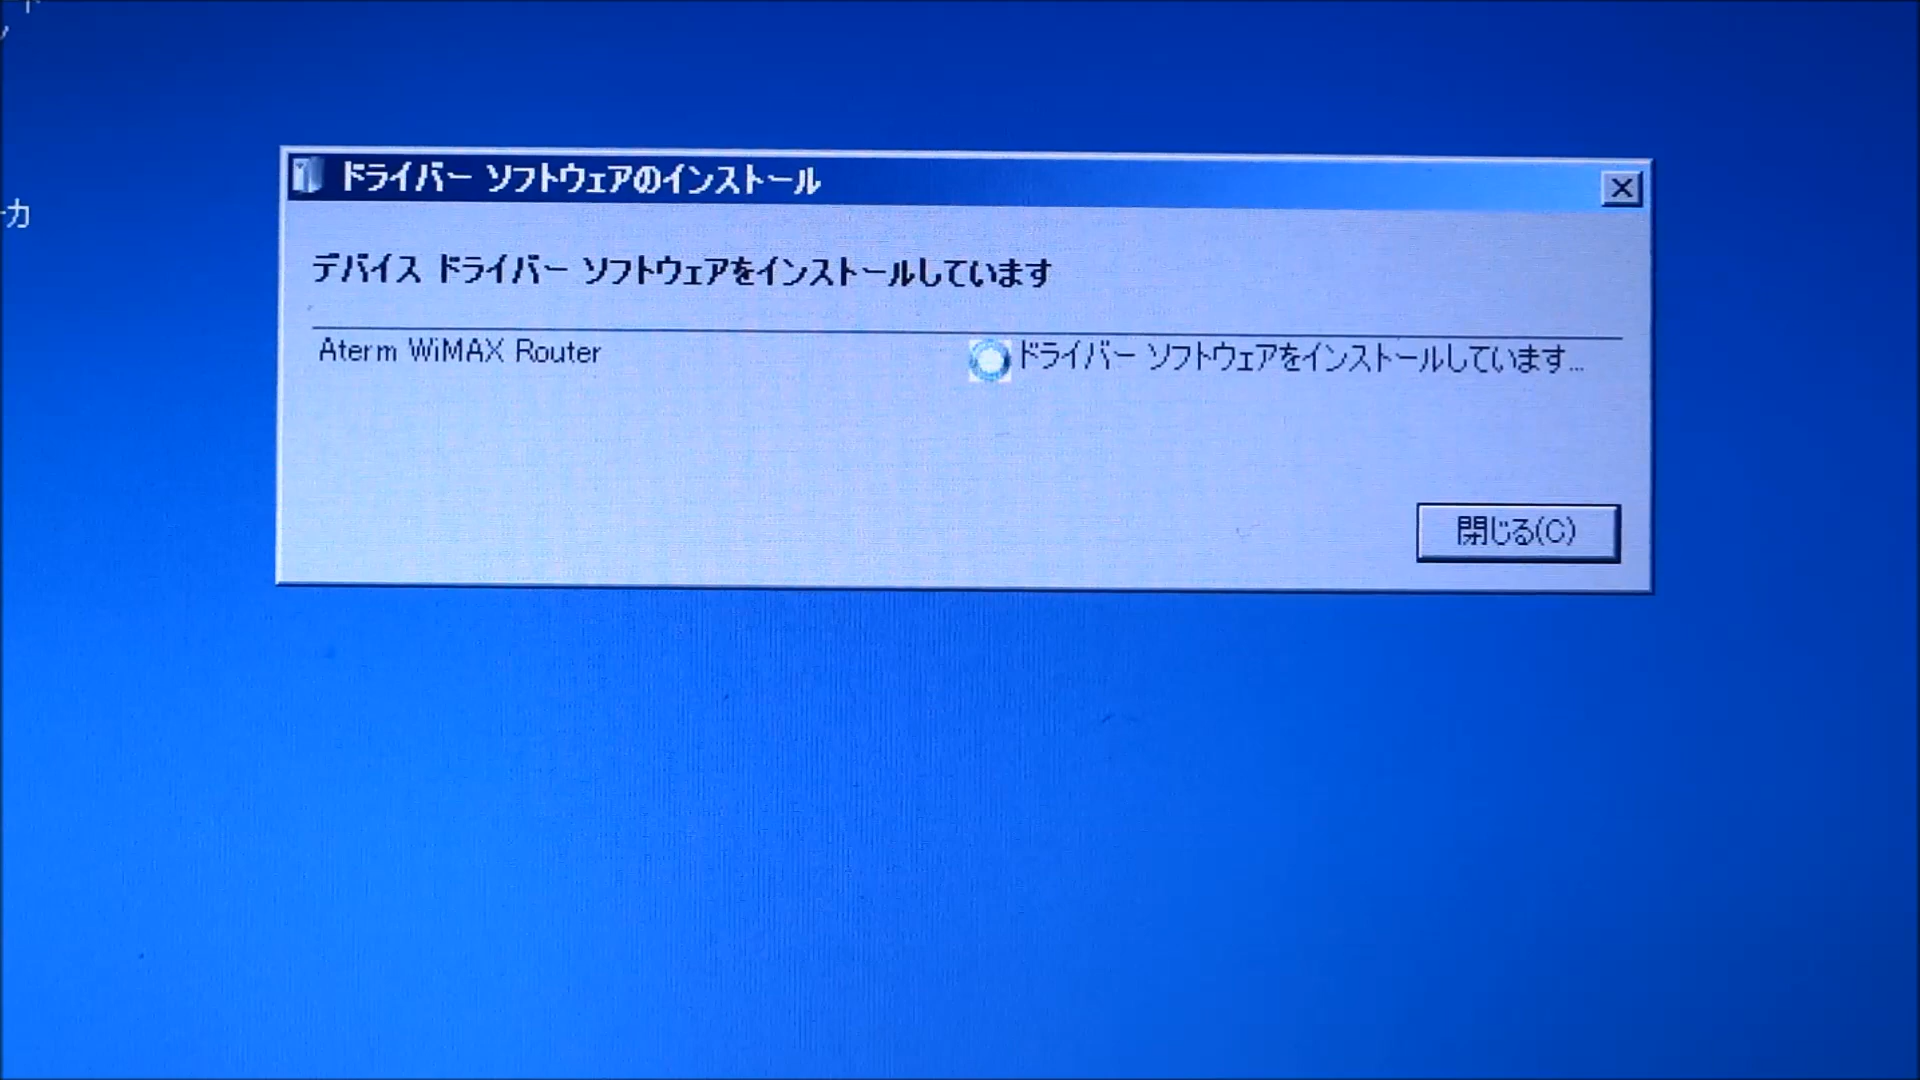 ドライバー ソフトウェアのインストール
デバイス ドライバー ソフトウェアをインストールしています
Aterm WiMAX Router
ドライバー ソフトウェアをインストールしています...
閉じる(C)
カ